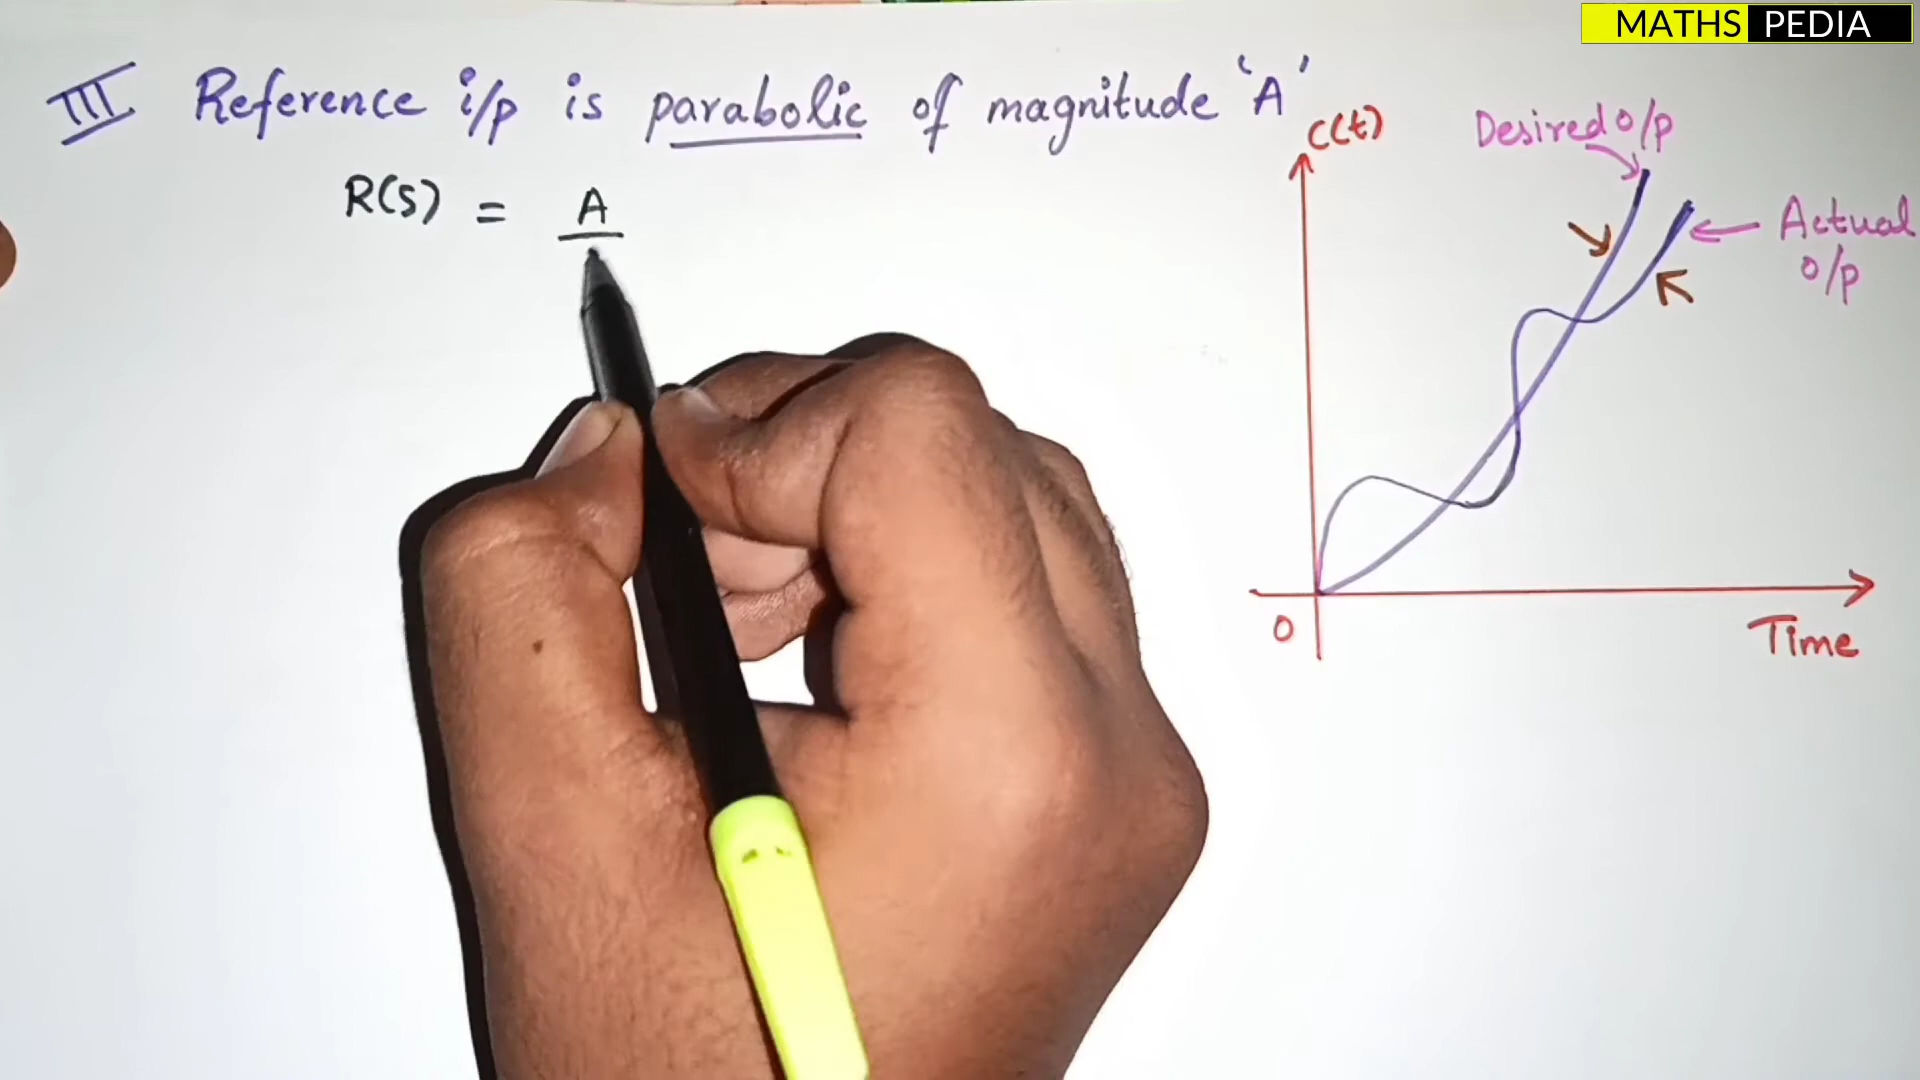 MATHS PEDIA
III Reference i/p is parabolic of magnitude 'A'
R(S) = A
C(t)
Desired o/p
Actual
o/p
0
Time